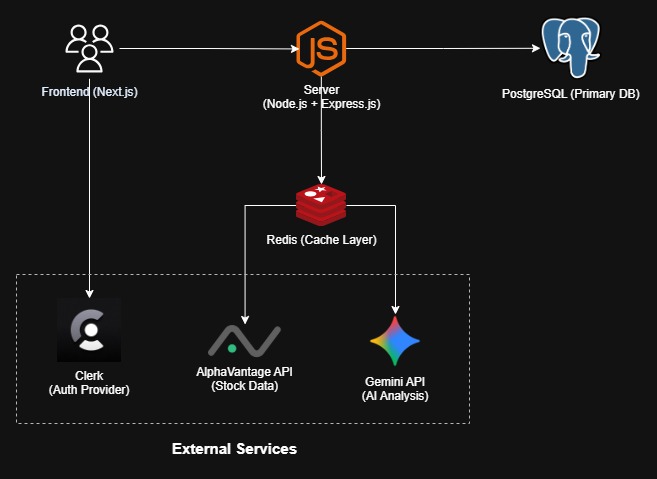 JS
Frontend (Next.js)
Server
(Node.js + Express.js)
PostgreSQL (Primary DB)
Redis (Cache Layer)
Clerk
(Auth Provider)
AlphaVantage API
(Stock Data)
Gemini API
(AI Analysis)
External Services